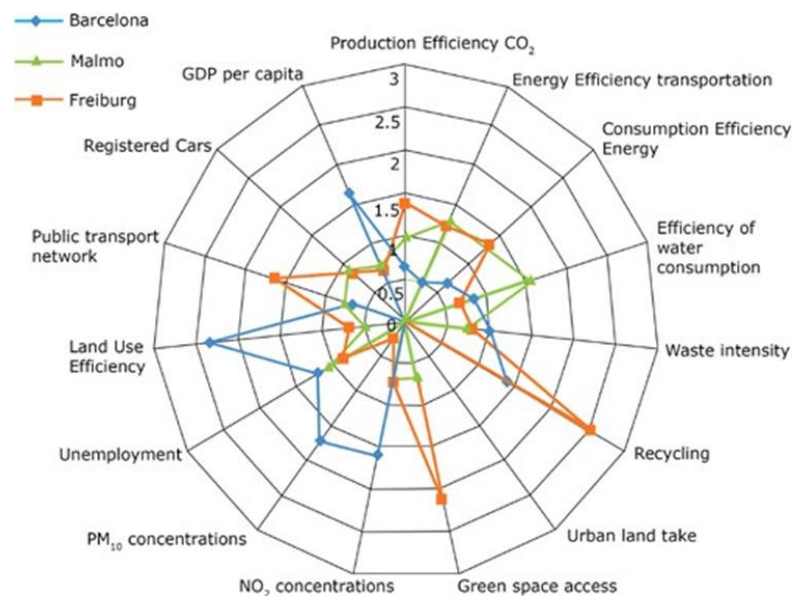 Barcelona
Malmo
Freiburg
Production Efficiency CO₂
GDP per capita
Energy Efficiency transportation
Registered Cars
Consumption Efficiency
Energy
Public transport
network
Efficiency of
water
consumption
3
2.5
2
1.5
1
0.5
0
Land Use
Efficiency
Waste intensity
Unemployment
Recycling
PM₁₀ concentrations
Urban land take
NO₂ concentrations
Green space access